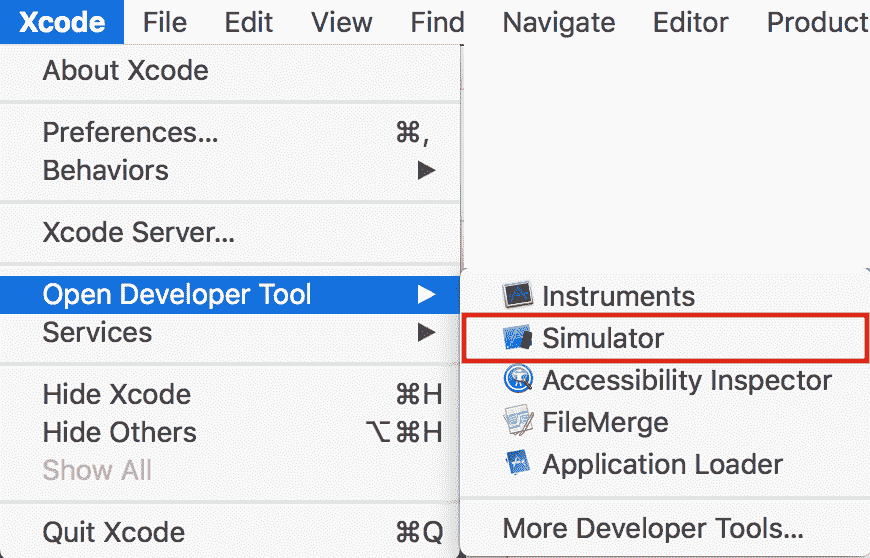 Xcode File Edit View Find Navigate Editor Product
About Xcode
Preferences... ⌘,
Behaviors ▶
Xcode Server...
Open Developer Tool ▶
Services ▶
Hide Xcode ⌘H
Hide Others ⌥⌘H
Show All
Quit Xcode ⌘Q
Instruments
Simulator
Accessibility Inspector
FileMerge
Application Loader
More Developer Tools...